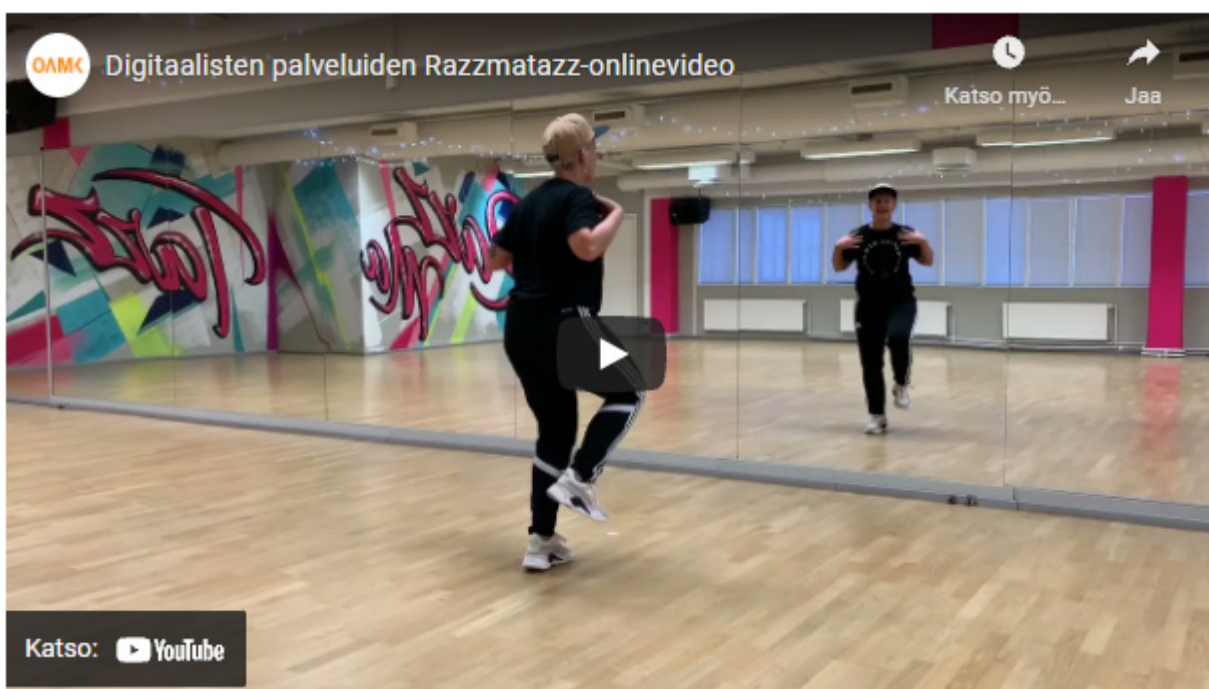 OAMK
Digitaalisten palveluiden Razzmatazz-onlinevideo
Katso myö...
Jaa
Katso: YouTube